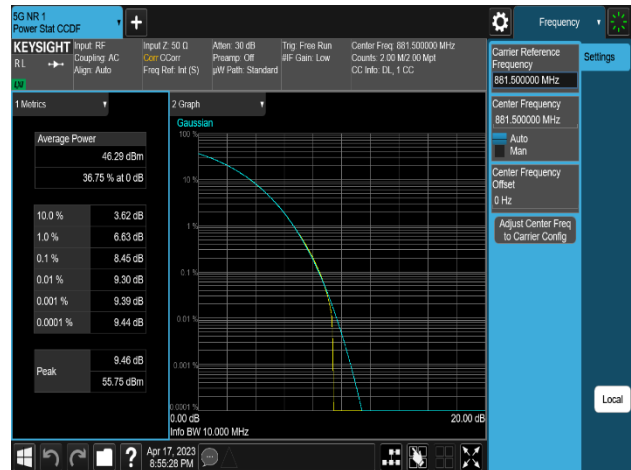 5G NR 1
Power Stat CCDF
Frequency
KEYSIGHT
RL
LW
Input: RF
Coupling: AC
Align: Auto
Input Z: 50 Ω
Corr CCorr
Freq Ref: Int (S)
Atten: 30 dB
Preamp: Off
µW Path: Standard
Trig: Free Run
#IF Gain: Low
Center Freq: 881.500000 MHz
Counts: 2.00 M/2.00 Mpt
CC Info: DL, 1 CC
Carrier Reference
Frequency
881.500000 MHz
Settings
Center Frequency
881.500000 MHz
Auto
Man
Center Frequency
Offset
0 Hz
Adjust Center Freq
to Carrier Config
Local
1 Metrics
Average Power
46.29 dBm
36.75 % at 0 dB
10.0 % 3.62 dB
1.0 % 6.63 dB
0.1 % 8.45 dB
0.01 % 9.30 dB
0.001 % 9.39 dB
0.0001 % 9.44 dB
Peak
9.46 dB
55.75 dBm
2 Graph
Gaussian
100 %
10 %
1 %
0.1 %
0.01 %
0.001 %
0.0001 %
0.00 dB
20.00 dB
Info BW 10.000 MHz
?
Apr 17, 2023
8:55:28 PM